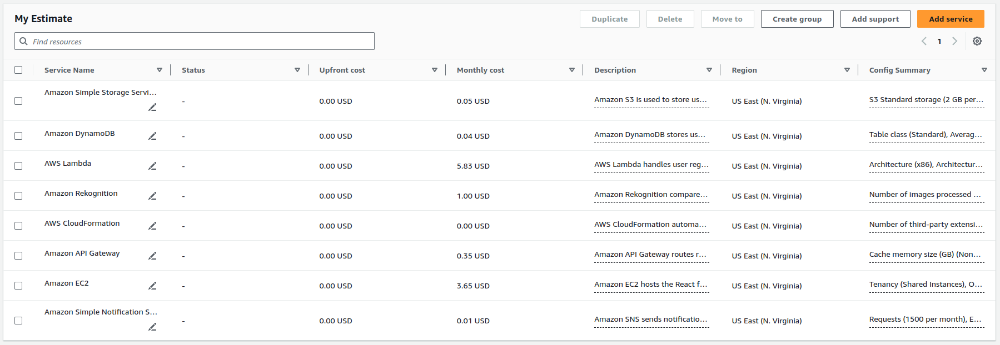 My Estimate
Duplicate Delete Move to Create group Add support Add service
Find resources
1
Service Name Status Upfront cost Monthly cost Description Region Config Summary
Amazon Simple Storage Servi... - 0.00 USD 0.05 USD Amazon S3 is used to store us... US East (N. Virginia) S3 Standard storage (2 GB per...
Amazon DynamoDB - 0.00 USD 0.04 USD Amazon DynamoDB stores us... US East (N. Virginia) Table class (Standard), Averag...
AWS Lambda - 0.00 USD 5.83 USD AWS Lambda handles user reg... US East (N. Virginia) Architecture (x86), Architectur...
Amazon Rekognition - 0.00 USD 1.00 USD Amazon Rekognition compare... US East (N. Virginia) Number of images processed ...
AWS CloudFormation - 0.00 USD 0.00 USD AWS CloudFormation automa... US East (N. Virginia) Number of third-party extensi...
Amazon API Gateway - 0.00 USD 0.35 USD Amazon API Gateway routes r... US East (N. Virginia) Cache memory size (GB) (Non...
Amazon EC2 - 0.00 USD 3.65 USD Amazon EC2 hosts the React f... US East (N. Virginia) Tenancy (Shared Instances), O...
Amazon Simple Notification S... - 0.00 USD 0.01 USD Amazon SNS sends notificatio... US East (N. Virginia) Requests (1500 per month), E...